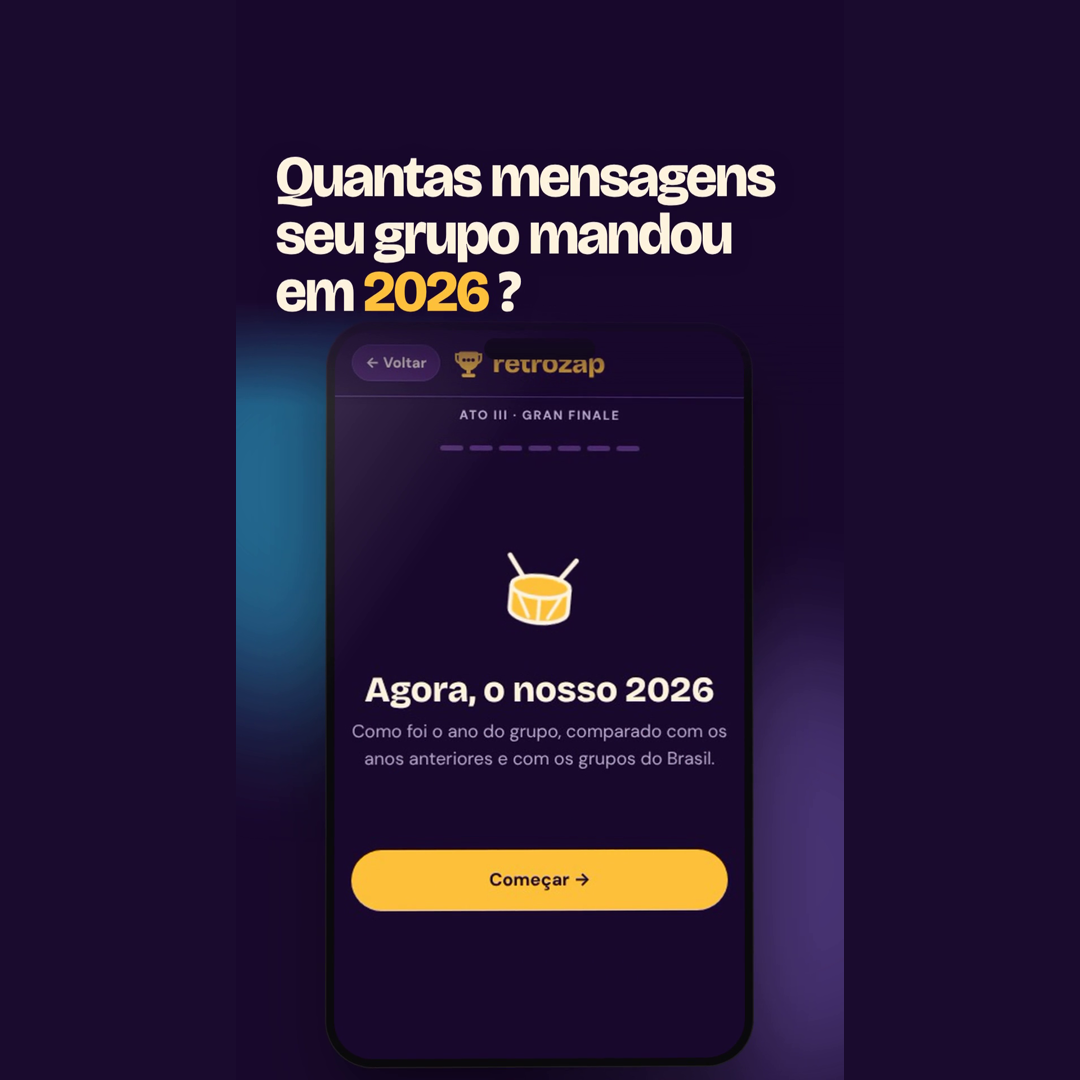 Quantas mensagens
seu grupo mandou
em 2026 ?
← Voltar
retrozap
ATO III · GRAN FINALE
Agora, o nosso 2026
Como foi o ano do grupo, comparado com os
anos anteriores e com os grupos do Brasil.
Começar →